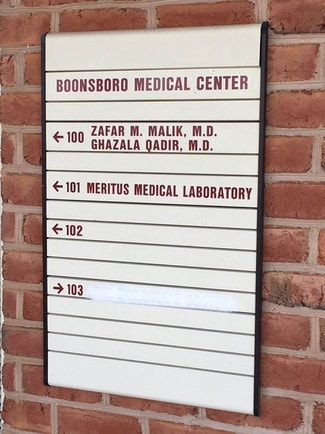 BOONSBORO MEDICAL CENTER
← 100 ZAFAR M. MALIK, M.D.
GHAZALA QADIR, M.D.
← 101 MERITUS MEDICAL LABORATORY
← 102
→ 103